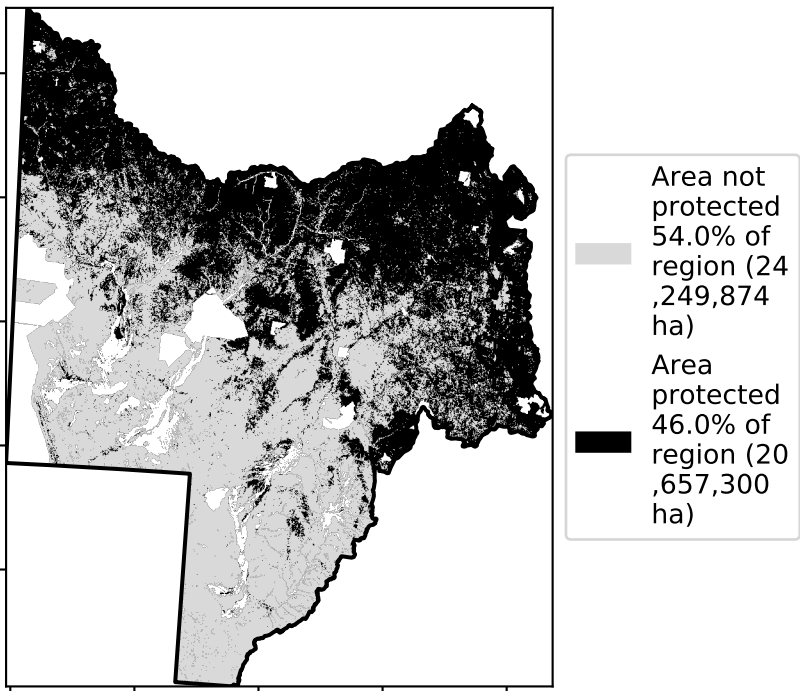 Area not
protected
54.0% of
region (24
,249,874
ha)
Area
protected
46.0% of
region (20
,657,300
ha)